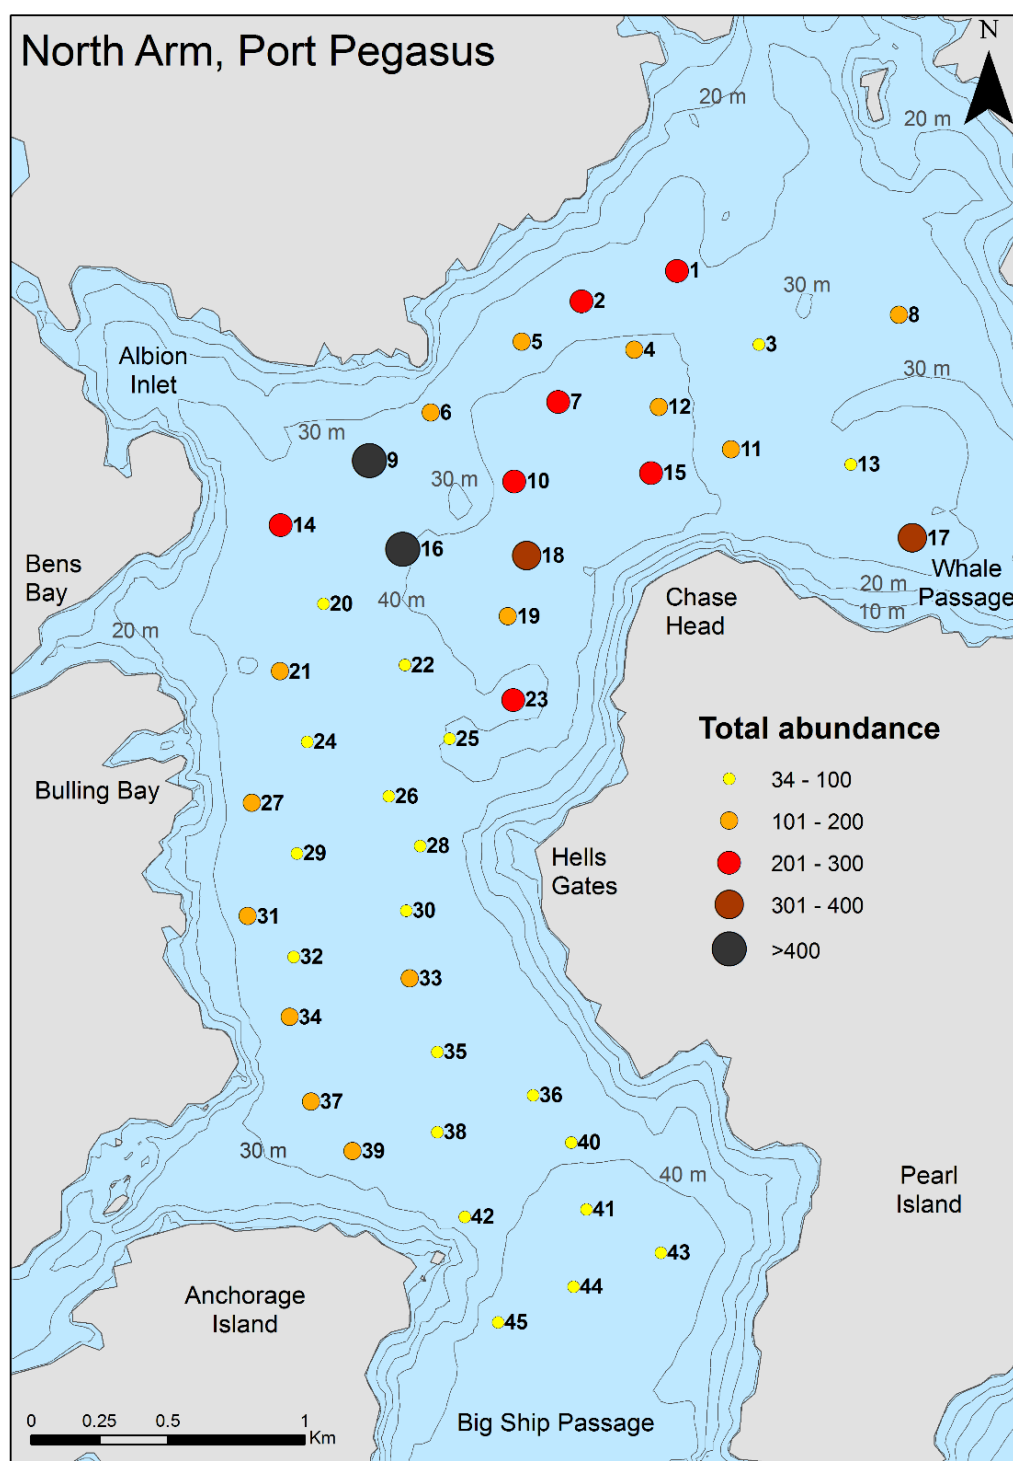 North Arm, Port Pegasus
N
20 m
20 m
1
30 m
2
8
5
4
3
Albion
Inlet
30 m
7
12
6
30 m
11
9
13
30 m
10
15
14
16
18
17
Bens
Bay
Whale
Passage
20 m
10 m
40 m
20
Chase
Head
19
20 m
22
21
23
Total abundance
24
25
34 - 100
Bulling Bay
27
26
101 - 200
28
29
Hells
Gates
201 - 300
30
31
301 - 400
32
>400
33
34
35
36
37
38
40
39
30 m
40 m
Pearl
Island
42
41
43
Anchorage
Island
44
45
0 0.25 0.5 1
Km
Big Ship Passage